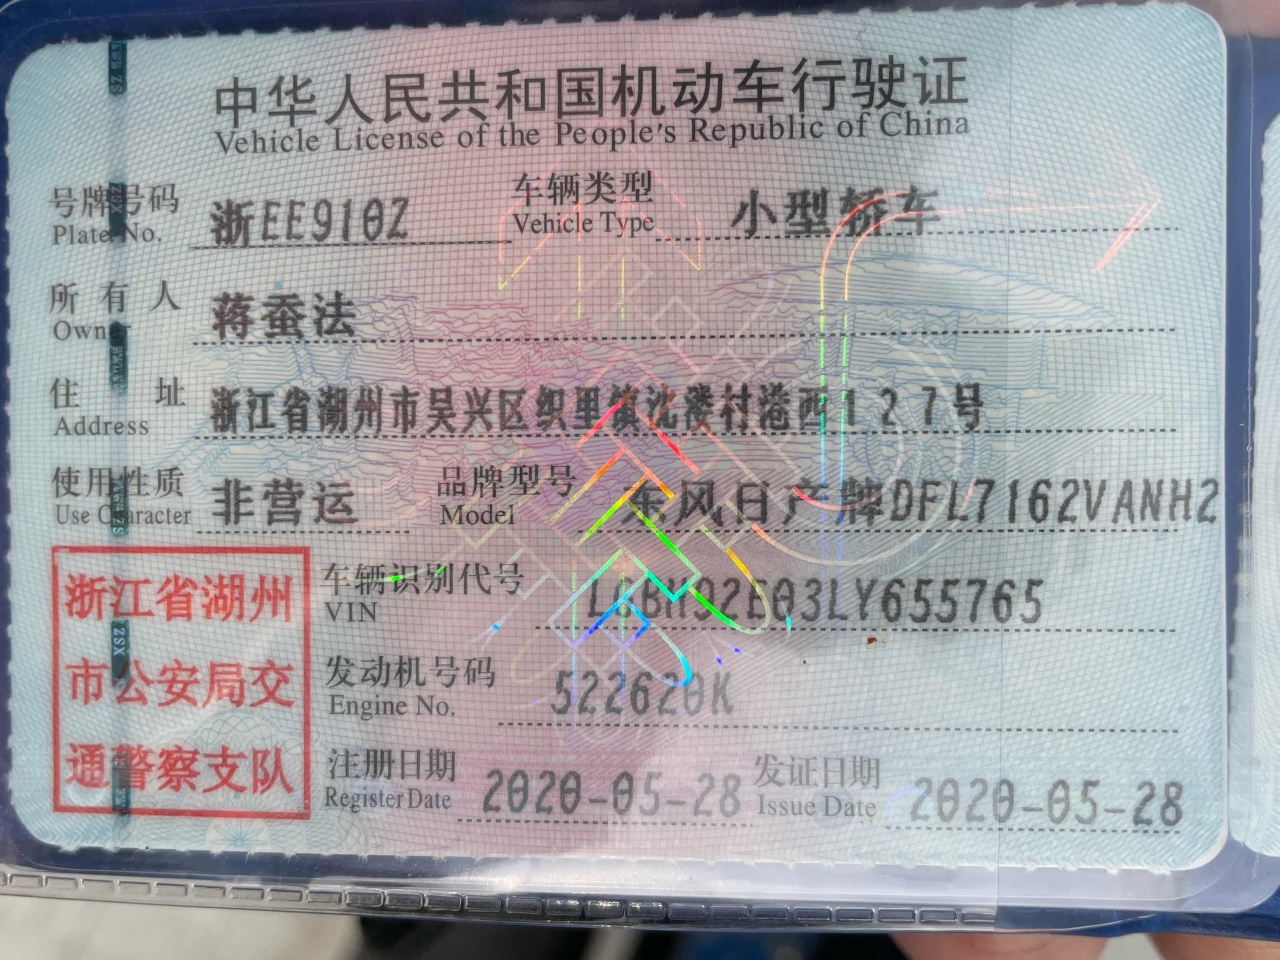 中华人民共和国机动车行驶证
Vehicle License of the People's Republic of China
号牌号码 浙EE910Z 车辆类型 小型轿车
Plate No. Vehicle Type
所有人 蒋蚕法
Owner
住址 浙江省湖州市吴兴区织里镇沈溇村港西127号
Address
使用性质 非营运 品牌型号 东风日产牌DFL7162VANH2
Use Character Model
浙江省湖州
市公安局交
通警察支队
车辆识别代号 LGBH92E03LY655765
VIN
发动机号码 522620K
Engine No.
注册日期 2020-05-28 发证日期 2020-05-28
Register Date Issue Date